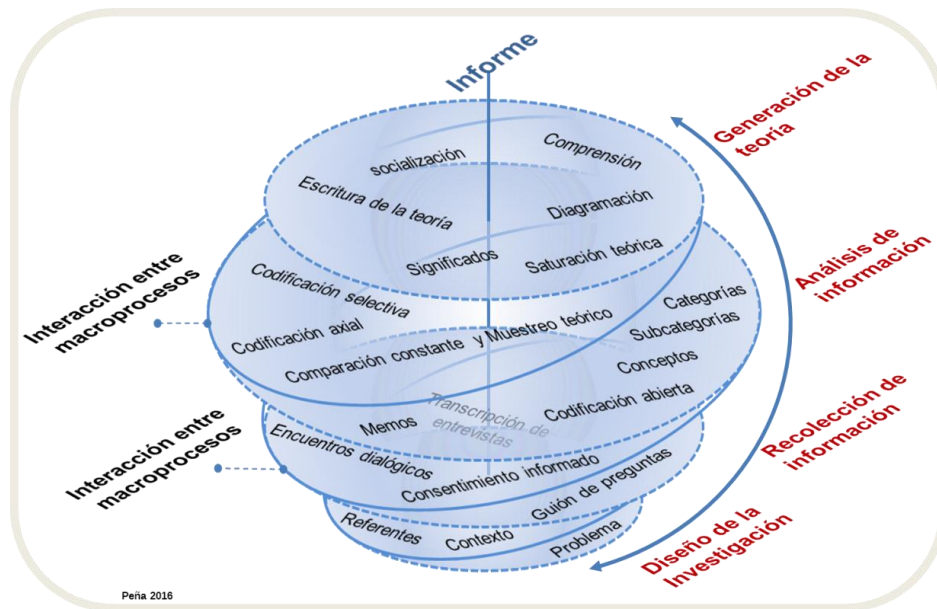 Informe
Generación de la
teoría
socialización
Comprensión
Escritura de la teoría
Diagramación
Significados
Saturación teórica
Análisis de
información
Interacción entre
macroprocesos
Codificación selectiva
Codificación axial
Comparación constante y Muestreo teórico
Categorías
Subcategorías
Conceptos
Codificación abierta
Memos
Transcripción de
entrevistas
Recolección de
información
Interacción entre
macroprocesos
Encuentros dialógicos
Consentimiento informado
Guión de preguntas
Referentes
Contexto
Problema
Diseño de la
Investigación
Peña 2016